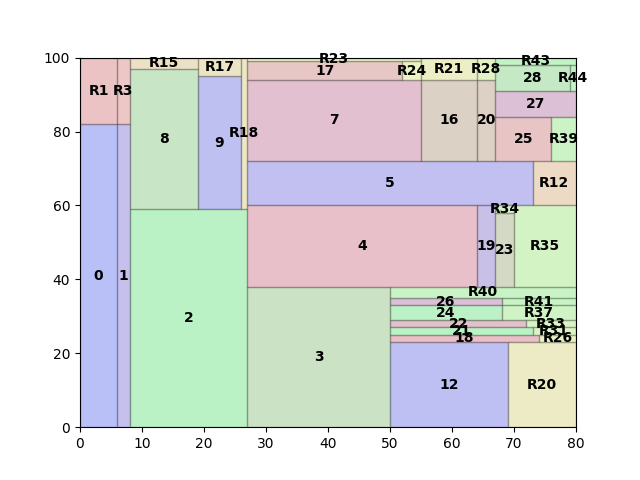 100
R1 R3 R15 R17 R23 R24 R21 R28 R43
17 28 R44
27
80
8 9 R18 7 16 20 25 R39
5 R12
60
R34
4 19 23 R35
40
0 1 R40
26 R41
24 R37
2 22 R33
21 R31
20
3 18 R26
12 R20
0
0 10 20 30 40 50 60 70 80